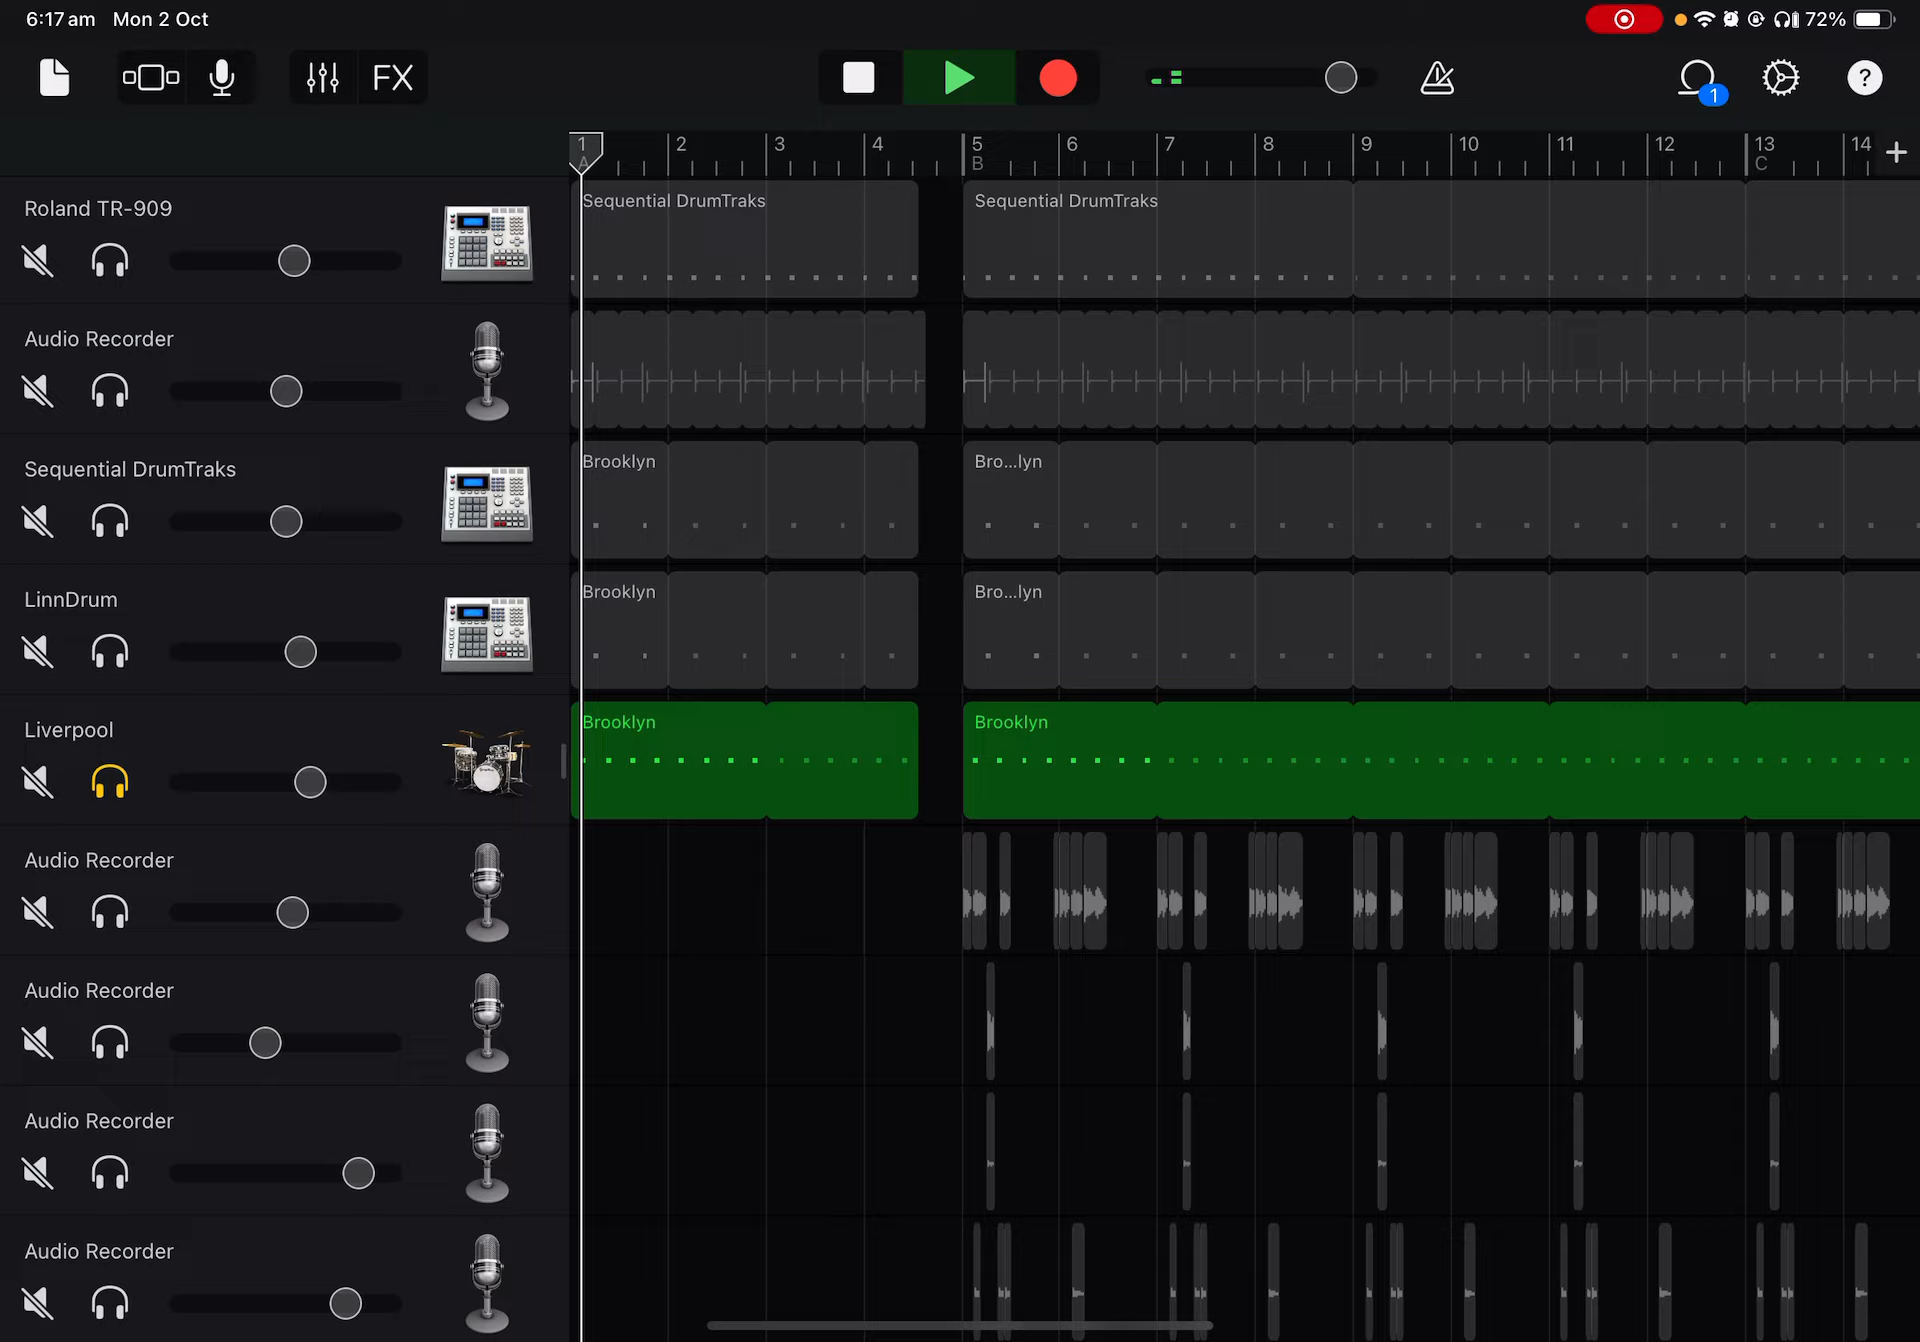 6:17 am Mon 2 Oct
72%
FX
1
?
1 2 3 4 5 6 7 8 9 10 11 12 13 14 +
A B C
Roland TR-909
Sequential DrumTraks
Sequential DrumTraks
Audio Recorder
Sequential DrumTraks
Brooklyn
Bro...lyn
LinnDrum
Brooklyn
Bro...lyn
Liverpool
Brooklyn
Brooklyn
Audio Recorder
Audio Recorder
Audio Recorder
Audio Recorder